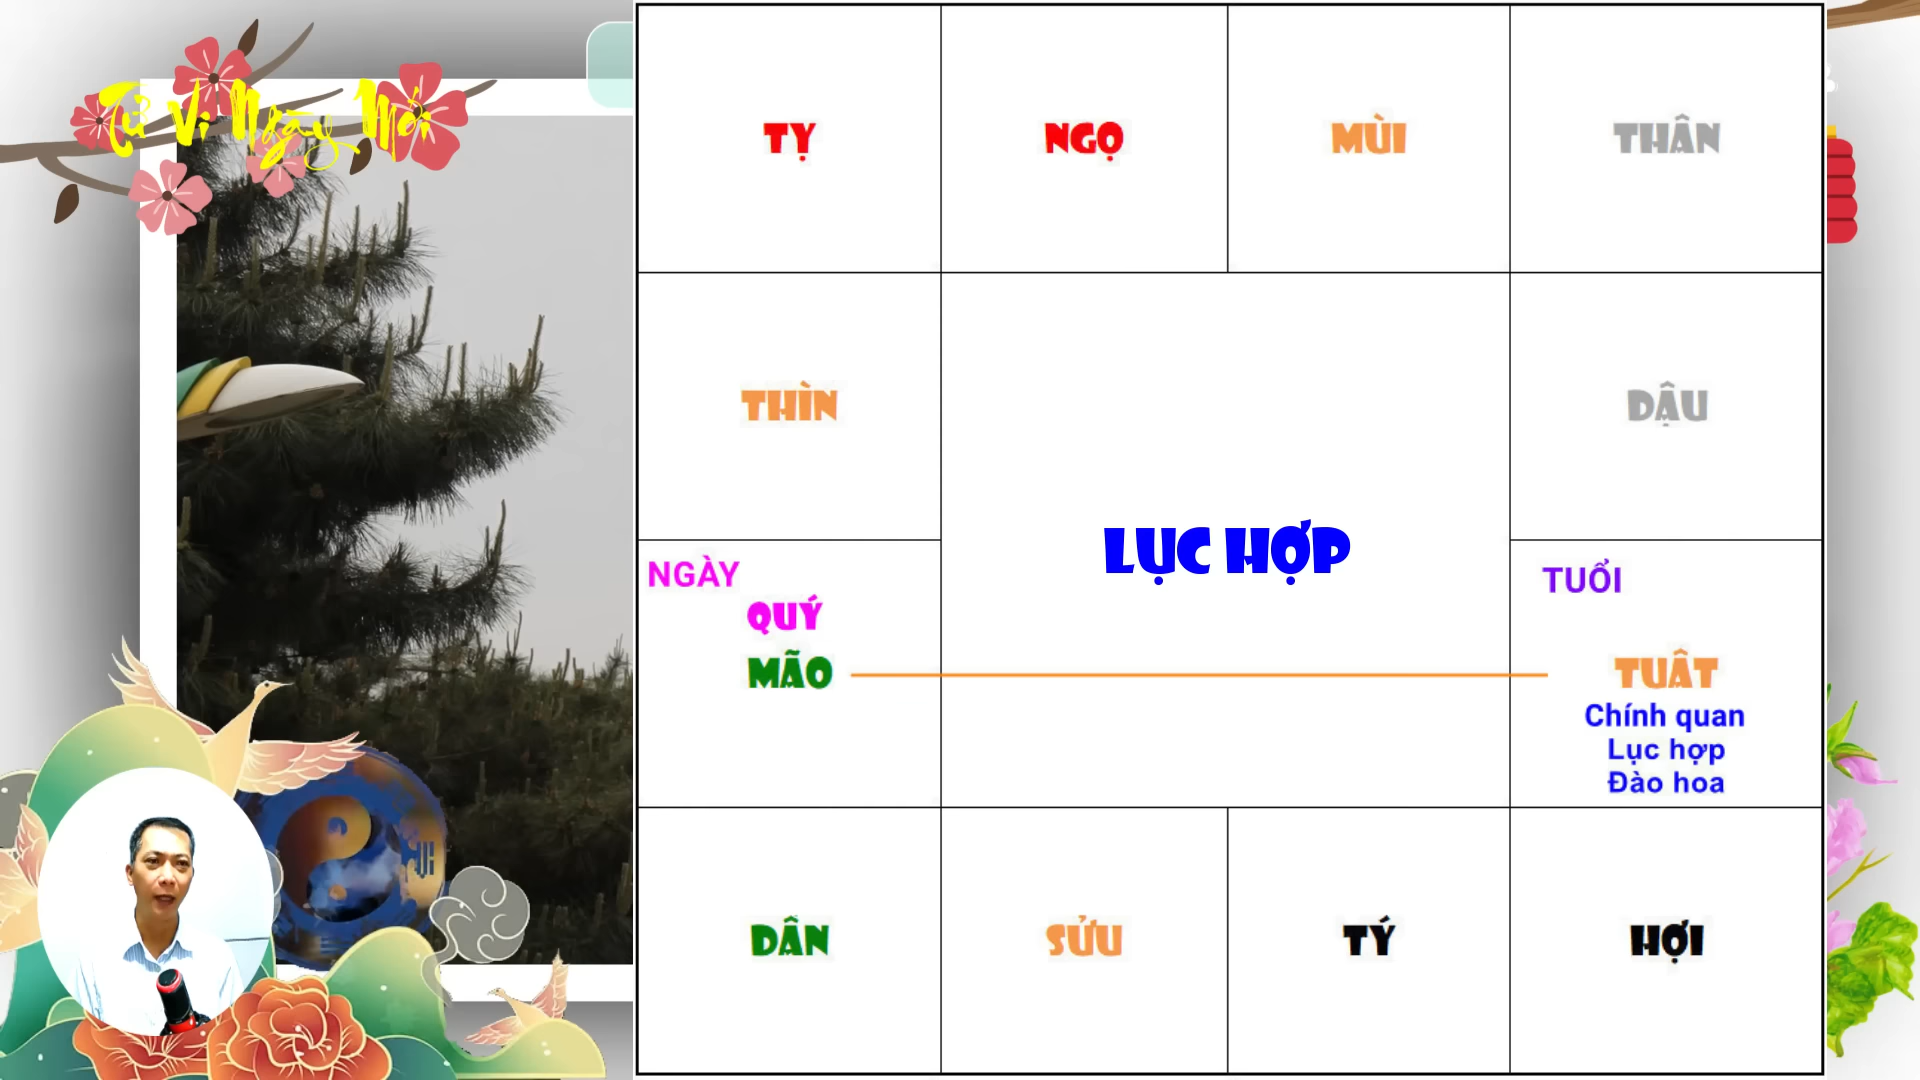 Tử Vi Ngày Mới
TỴ
NGỌ
MÙI
THÂN
THÌN
DẬU
LỤC HỢP
NGÀY
QUÝ
MÃO
TUỔI
TUẤT
Chính quan
Lục hợp
Đào hoa
DẦN
SỬU
TÝ
HỢI